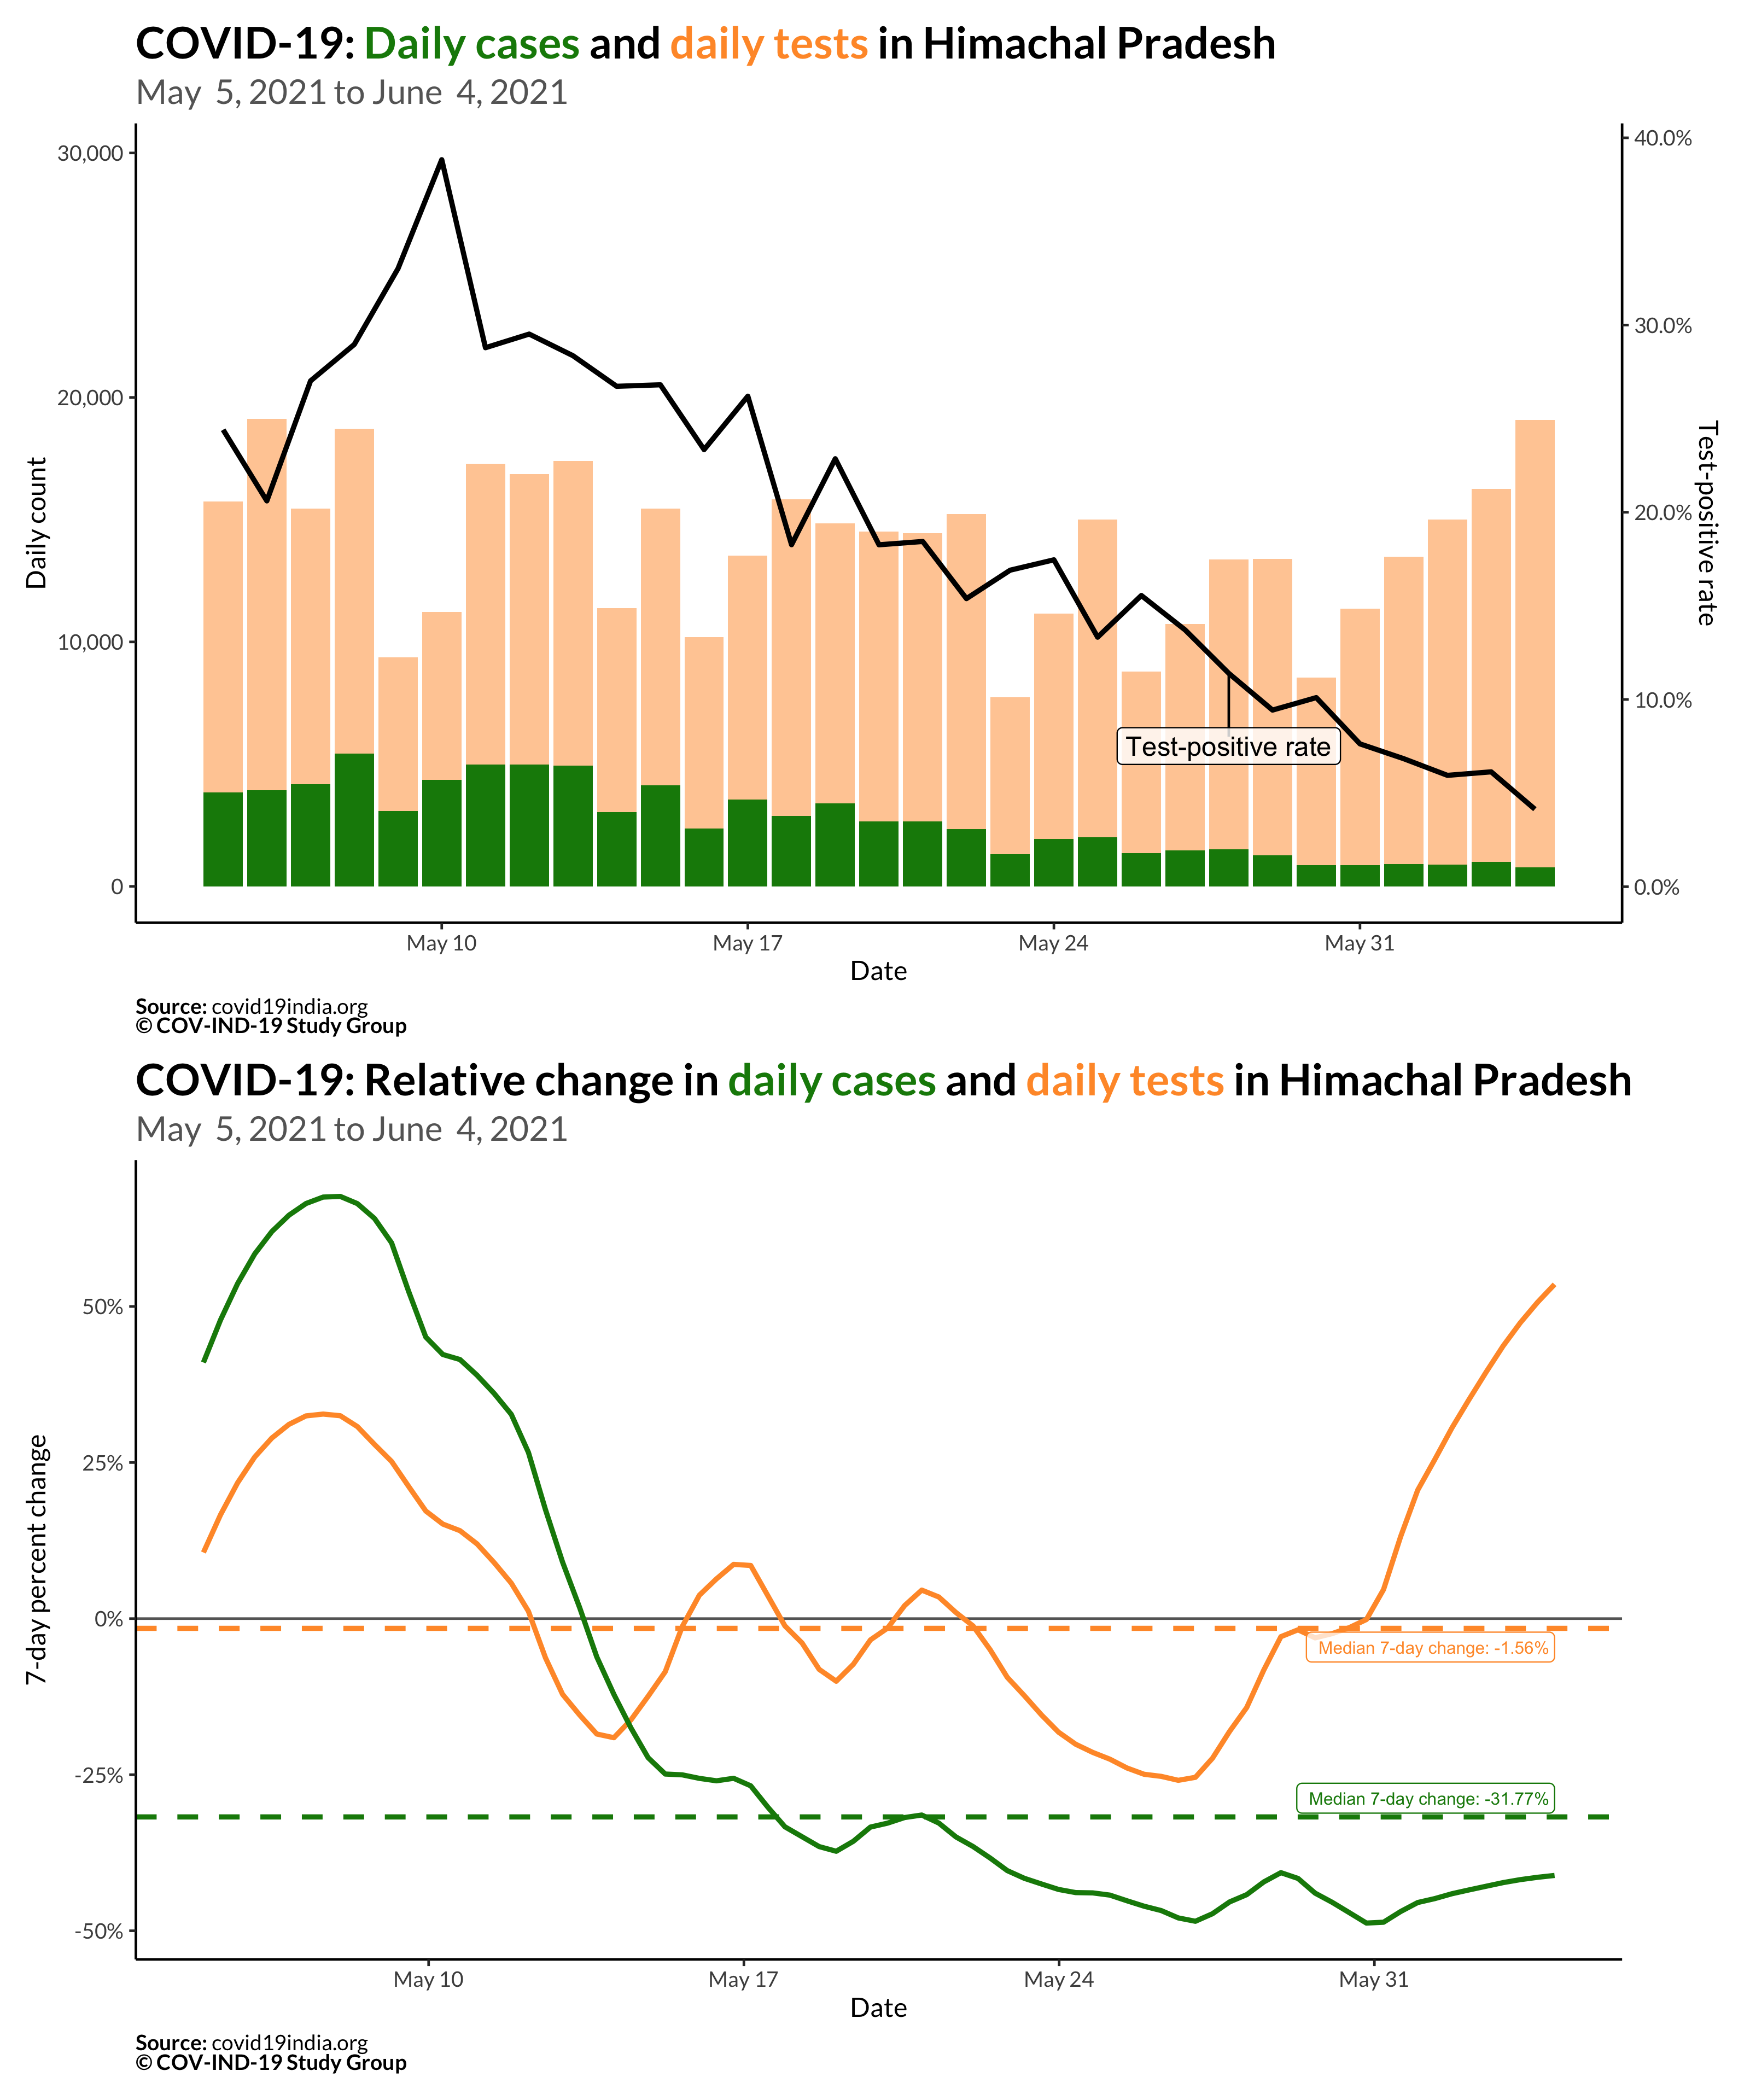 COVID-19: Daily cases and daily tests in Himachal Pradesh
May 5, 2021 to June 4, 2021
30,000
20,000
10,000
0
Daily count
40.0%
30.0%
20.0%
10.0%
0.0%
Test-positive rate
Test-positive rate
May 10
May 17
May 24
May 31
Date
Source: covid19india.org
© COV-IND-19 Study Group
COVID-19: Relative change in daily cases and daily tests in Himachal Pradesh
May 5, 2021 to June 4, 2021
50%
25%
0%
-25%
-50%
7-day percent change
Median 7-day change: -1.56%
Median 7-day change: -31.77%
May 10
May 17
May 24
May 31
Date
Source: covid19india.org
© COV-IND-19 Study Group